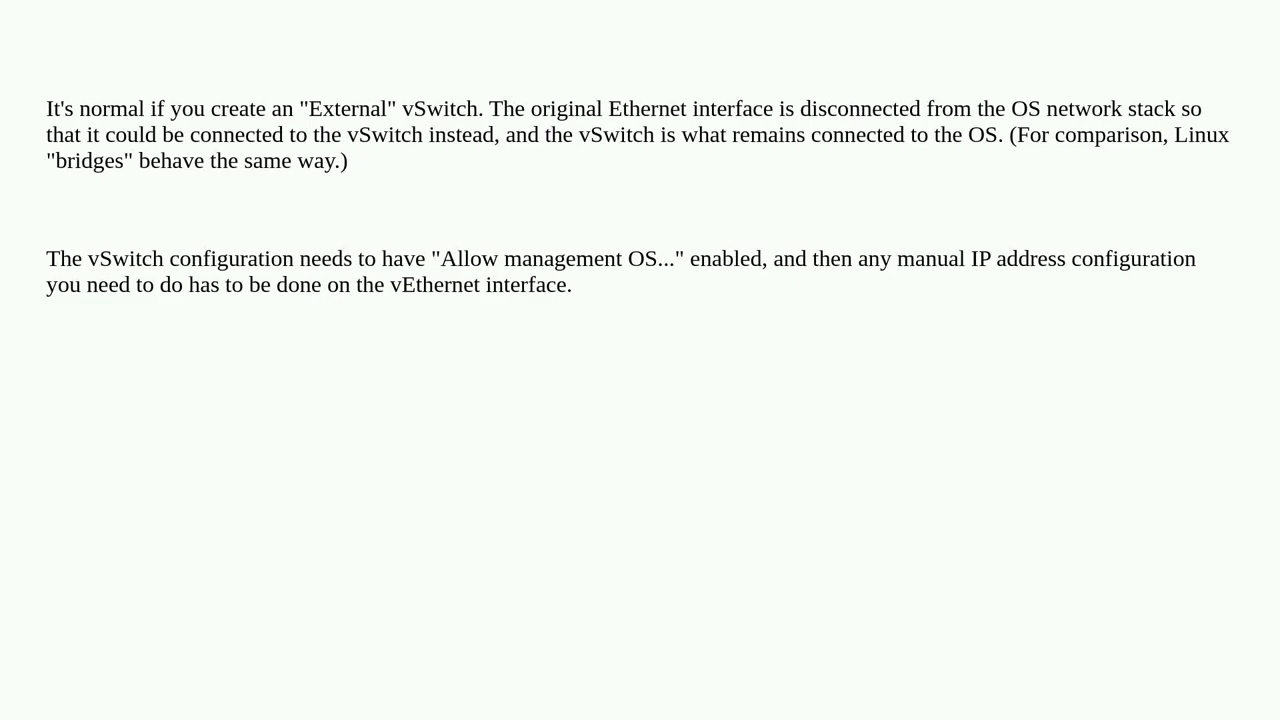 It's normal if you create an "External" vSwitch. The original Ethernet interface is disconnected from the OS network stack so
that it could be connected to the vSwitch instead, and the vSwitch is what remains connected to the OS. (For comparison, Linux
"bridges" behave the same way.)
The vSwitch configuration needs to have "Allow management OS..." enabled, and then any manual IP address configuration
you need to do has to be done on the vEthernet interface.